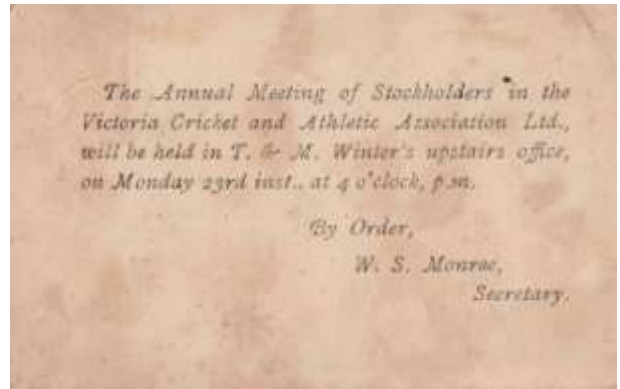 The Annual Meeting of Stockholders in the
Victoria Cricket and Athletic Association Ltd.,
will be held in T. & M. Winter's upstairs office,
on Monday 23rd inst., at 4 o'clock, p.m.
By Order,
W. S. Monroe,
Secretary.